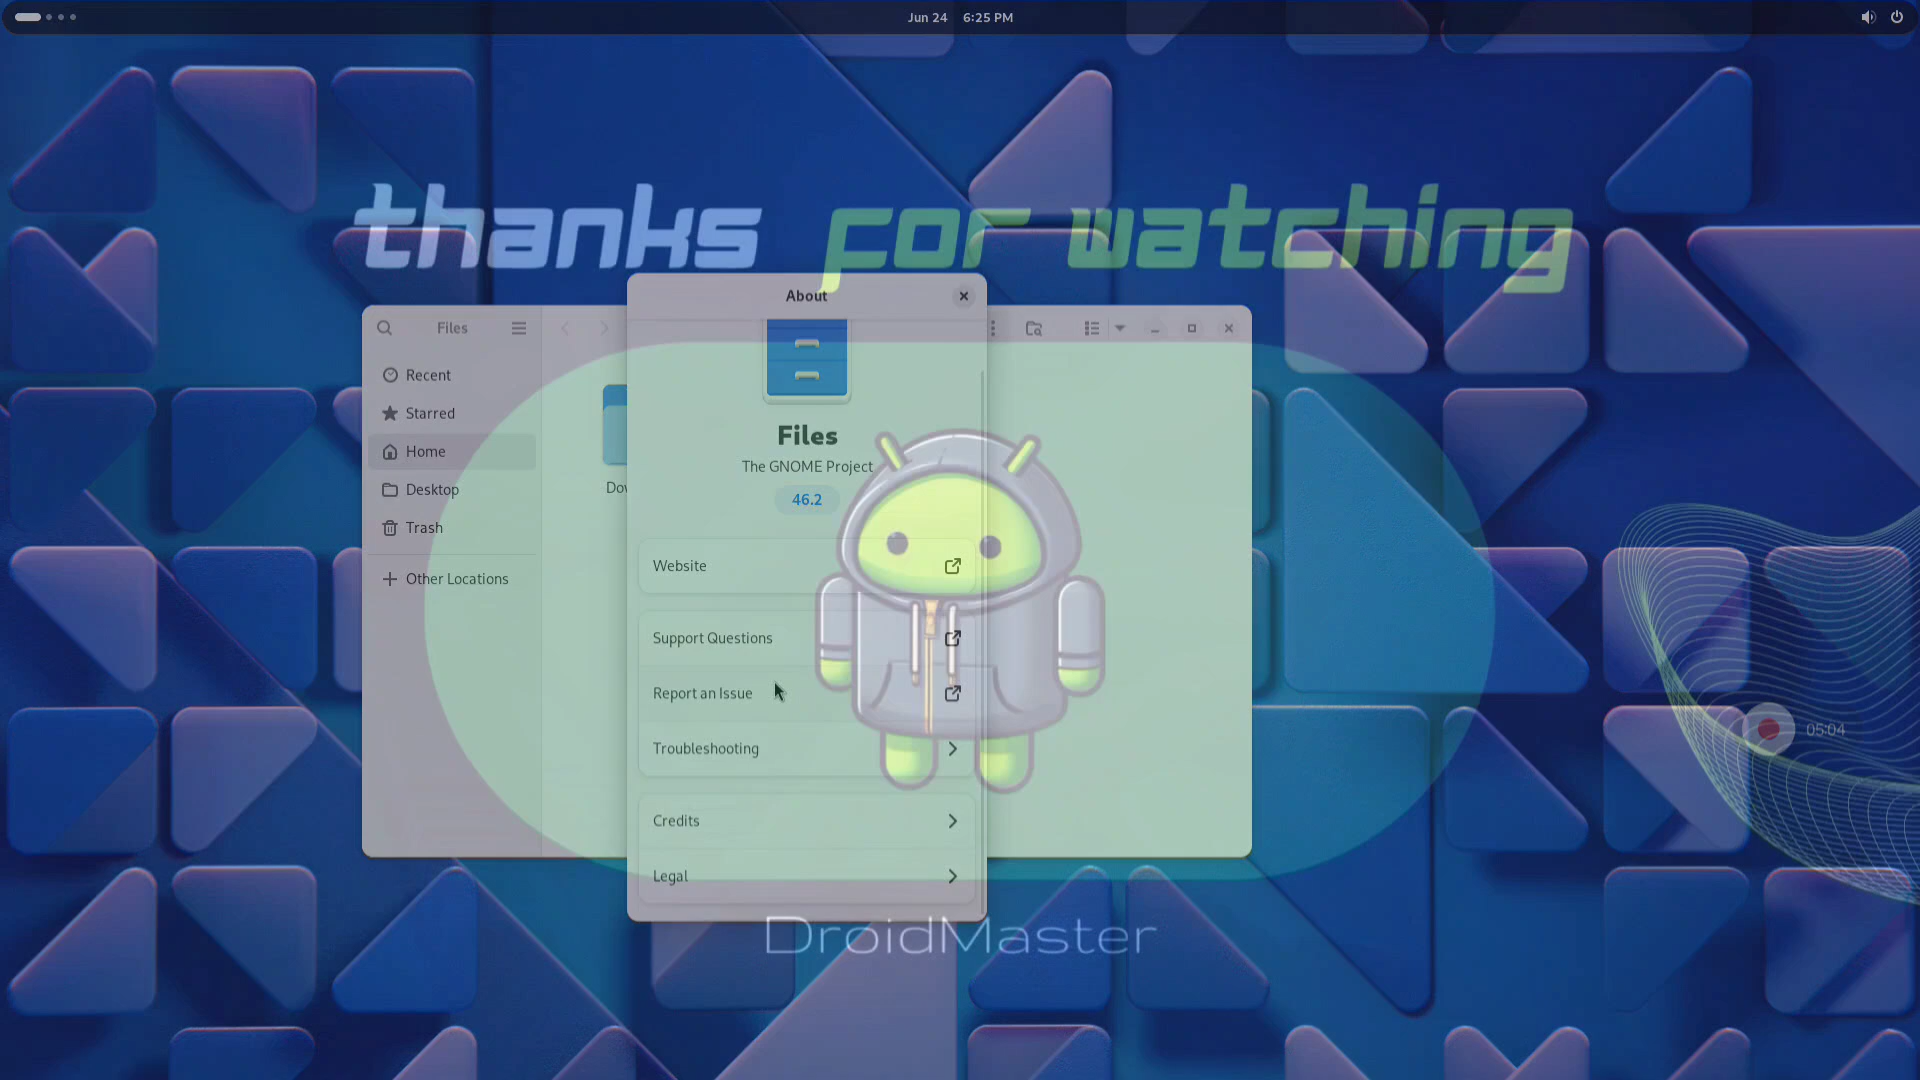 Jun 24 6:25 PM
thanks for watching
About
Files
Recent
Starred
Home
Desktop
Trash
Other Locations
Files
The GNOME Project
46.2
Website
Support Questions
Report an Issue
Troubleshooting
Credits
Legal
05:04
DroidMaster